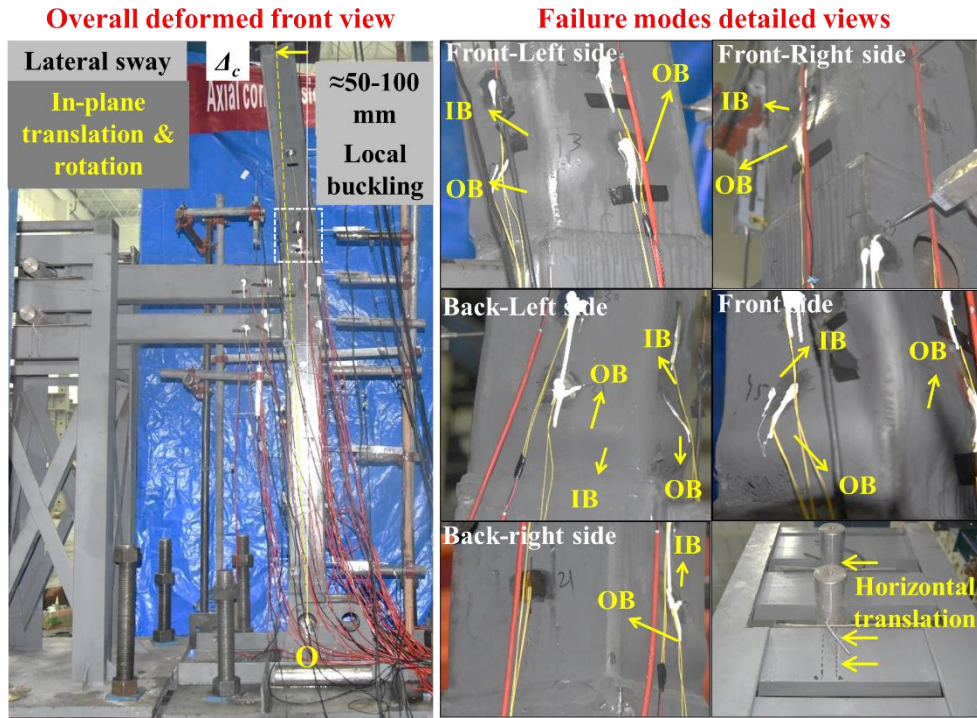 Overall deformed front view
Failure modes detailed views
Lateral sway
Δc
In-plane
translation &
rotation
≈50-100
mm
Local
buckling
Axial
O
Front-Left side
IB
OB
OB
3
Front-Right side
IB
OB
Back-Left side
OB
IB
IB
OB
Front side
IB
OB
OB
Back-right side
21
IB
OB
Horizontal
translation